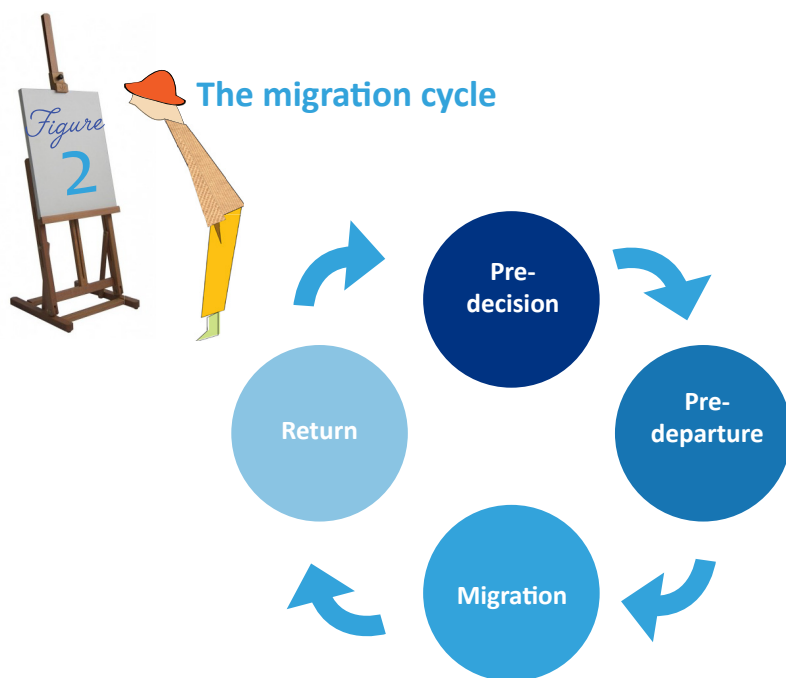 Figure
2
The migration cycle
Pre-
decision
Pre-
departure
Migration
Return